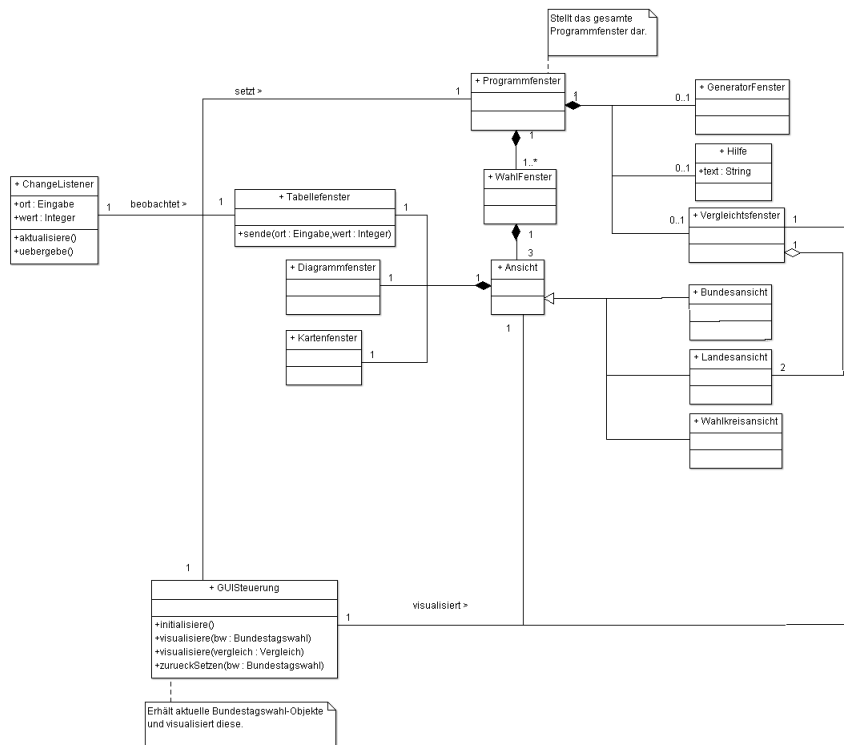 Stellt das gesamte
Programmfenster dar.
setzt >
1
1
+ Programmfenster
1
1
+ GeneratorFenster
0..1
1
1..*
+ Hilfe
+text : String
0..1
+ WahlFenster
+ ChangeListener
+ort : Eingabe
+wert : Integer
+aktualisiere()
+uebergebe()
1
beobachtet >
1
+ Tabellefenster
+sende(ort : Eingabe,wert : Integer)
1
0..1
+ Vergleichtsfenster
1
1
1
3
+ Diagrammfenster
1
1
+ Ansicht
+ Bundesansicht
1
+ Kartenfenster
1
+ Landesansicht
2
+ Wahlkreisansicht
1
+ GUISteuerung
+initialisiere()
+visualisiere(bw : Bundestagswahl)
+visualisiere(vergleich : Vergleich)
+zurueckSetzen(bw : Bundestagswahl)
1
visualisiert >
Erhält aktuelle Bundestagswahl-Objekte
und visualisiert diese.